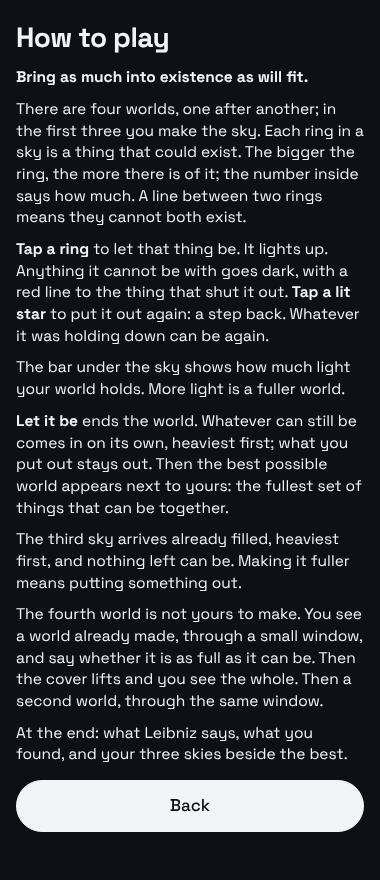 How to play
Bring as much into existence as will fit.
There are four worlds, one after another; in
the first three you make the sky. Each ring in a
sky is a thing that could exist. The bigger the
ring, the more there is of it; the number inside
says how much. A line between two rings
means they cannot both exist.
Tap a ring to let that thing be. It lights up.
Anything it cannot be with goes dark, with a
red line to the thing that shut it out. Tap a lit
star to put it out again: a step back. Whatever
it was holding down can be again.
The bar under the sky shows how much light
your world holds. More light is a fuller world.
Let it be ends the world. Whatever can still be
comes in on its own, heaviest first; what you
put out stays out. Then the best possible
world appears next to yours: the fullest set of
things that can be together.
The third sky arrives already filled, heaviest
first, and nothing left can be. Making it fuller
means putting something out.
The fourth world is not yours to make. You see
a world already made, through a small window,
and say whether it is as full as it can be. Then
the cover lifts and you see the whole. Then a
second world, through the same window.
At the end: what Leibniz says, what you
found, and your three skies beside the best.
Back